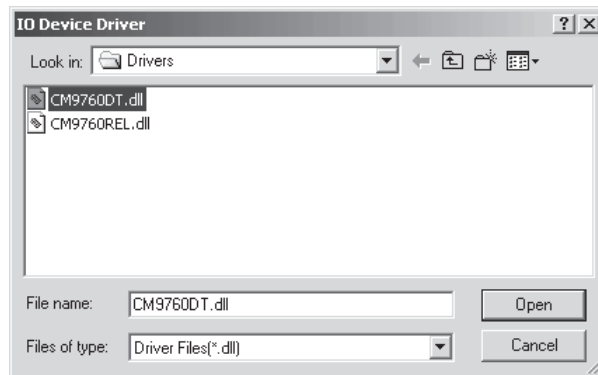 IO Device Driver
Look in: Drivers
CM9760DT.dll
CM9760REL.dll
File name: CM9760DT.dll Open
Files of type: Driver Files(*.dll) Cancel